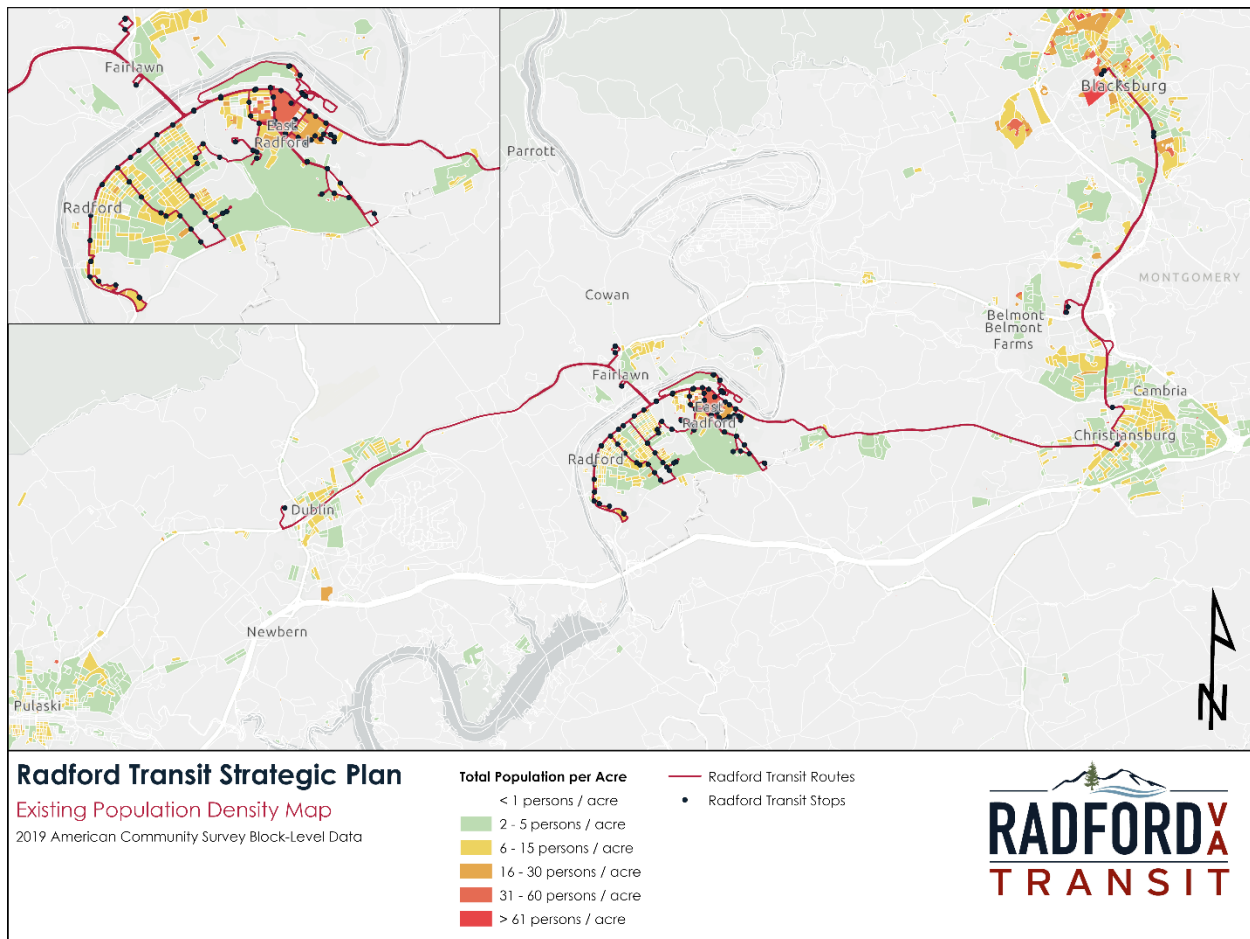 Fairlawn
East
Radford
Radford
Blacksburg
Parrott
MONTGOMERY
Cowan
Belmont
Belmont
Farms
Fairlawn
Cambria
East
Radford
Christiansburg
Radford
Dublin
Newbern
Pulaski
N
Radford Transit Strategic Plan
Existing Population Density Map
2019 American Community Survey Block-Level Data
Total Population per Acre
< 1 persons / acre
2 - 5 persons / acre
6 - 15 persons / acre
16 - 30 persons / acre
31 - 60 persons / acre
> 61 persons / acre
Radford Transit Routes
Radford Transit Stops
RADFORD VA
TRANSIT